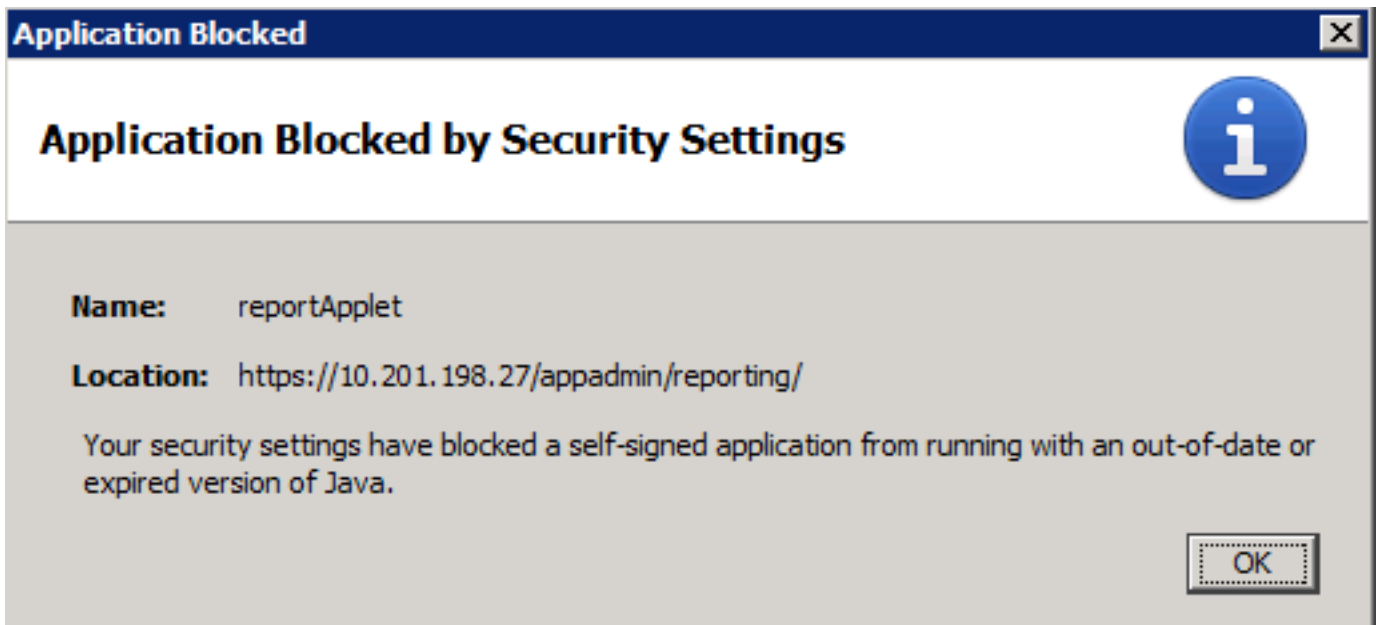 Application Blocked
Application Blocked by Security Settings
Name: reportApplet
Location: https://10.201.198.27/appadmin/reporting/
Your security settings have blocked a self-signed application from running with an out-of-date or
expired version of Java.
OK